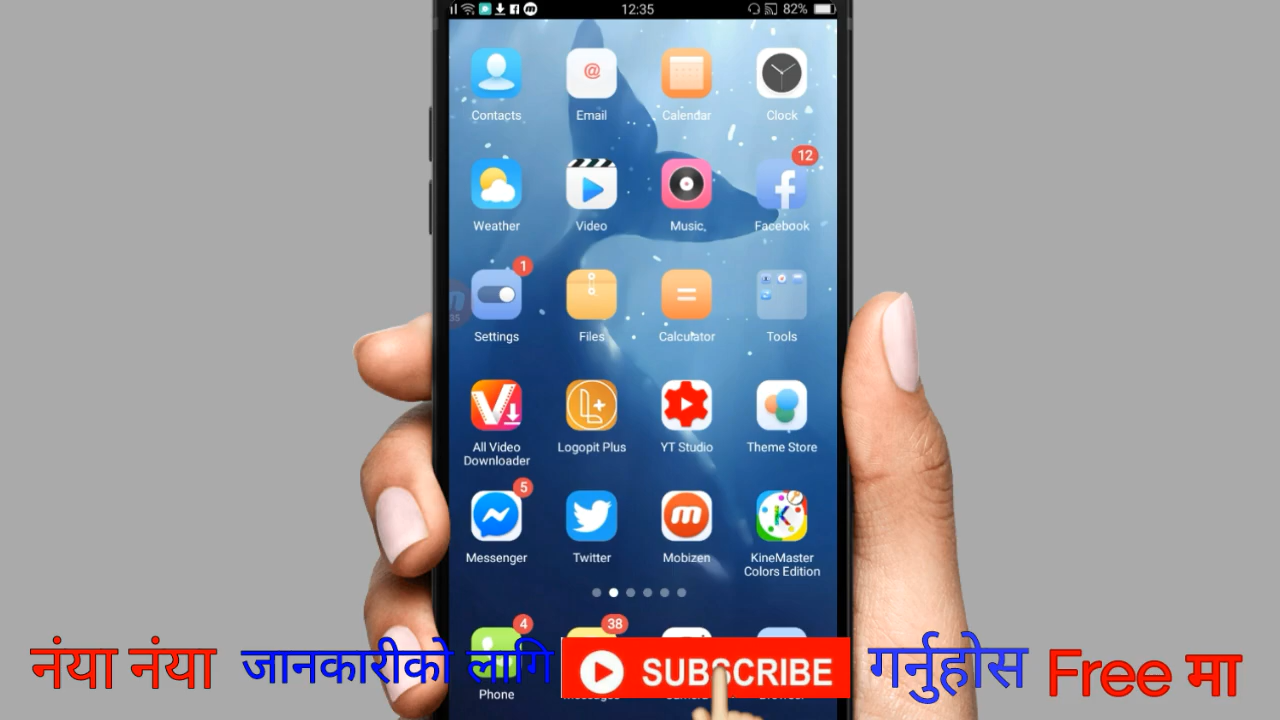 12:35 82%
Contacts Email Calendar Clock
12
Weather Video Music Facebook
1
35
Settings Files Calculator Tools
All Video Downloader Logopit Plus YT Studio Theme Store
5
Messenger Twitter Mobizen KineMaster Colors Edition
4 38
नंया नंया जानकारीको लागि SUBSCRIBE गर्नुहोस Free मा
Phone